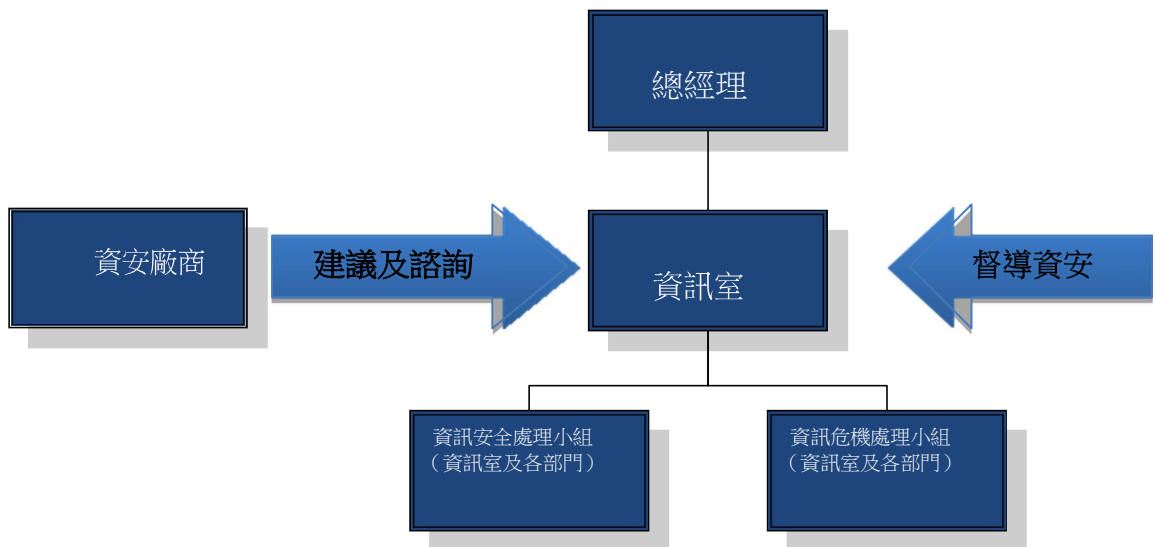 總經理
資安廠商
建議及諮詢
資訊室
督導資安
資訊安全處理小組
（資訊室及各部門）
資訊危機處理小組
（資訊室及各部門）